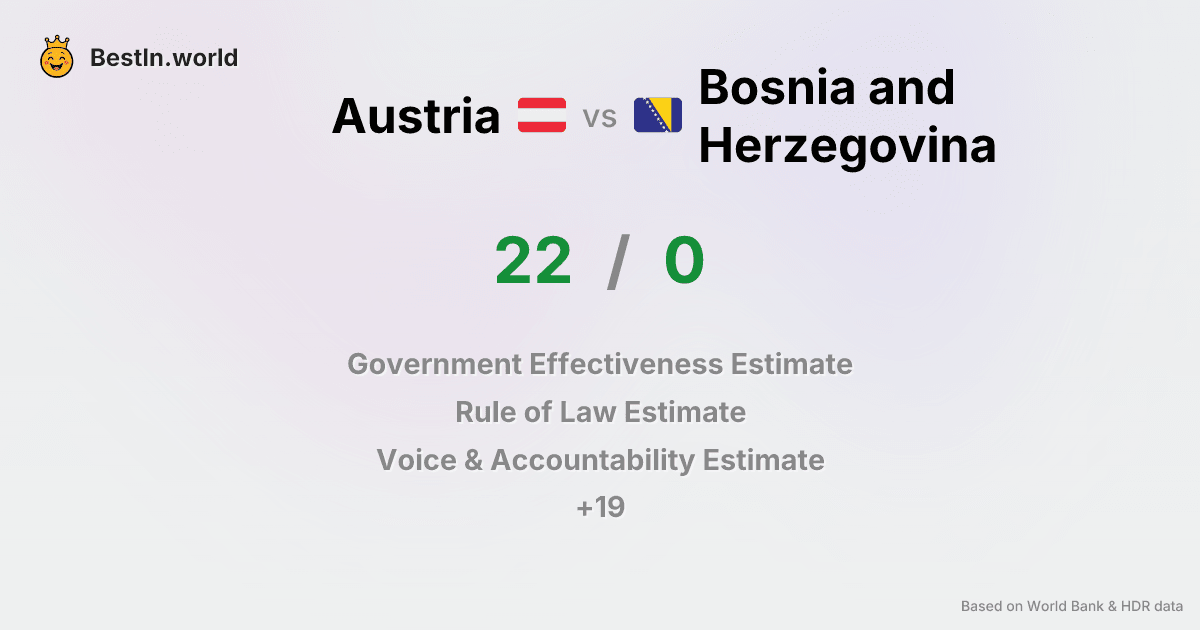 BestIn.world
Austria vs Bosnia and
Herzegovina
22 / 0
Government Effectiveness Estimate
Rule of Law Estimate
Voice & Accountability Estimate
+19
Based on World Bank & HDR data